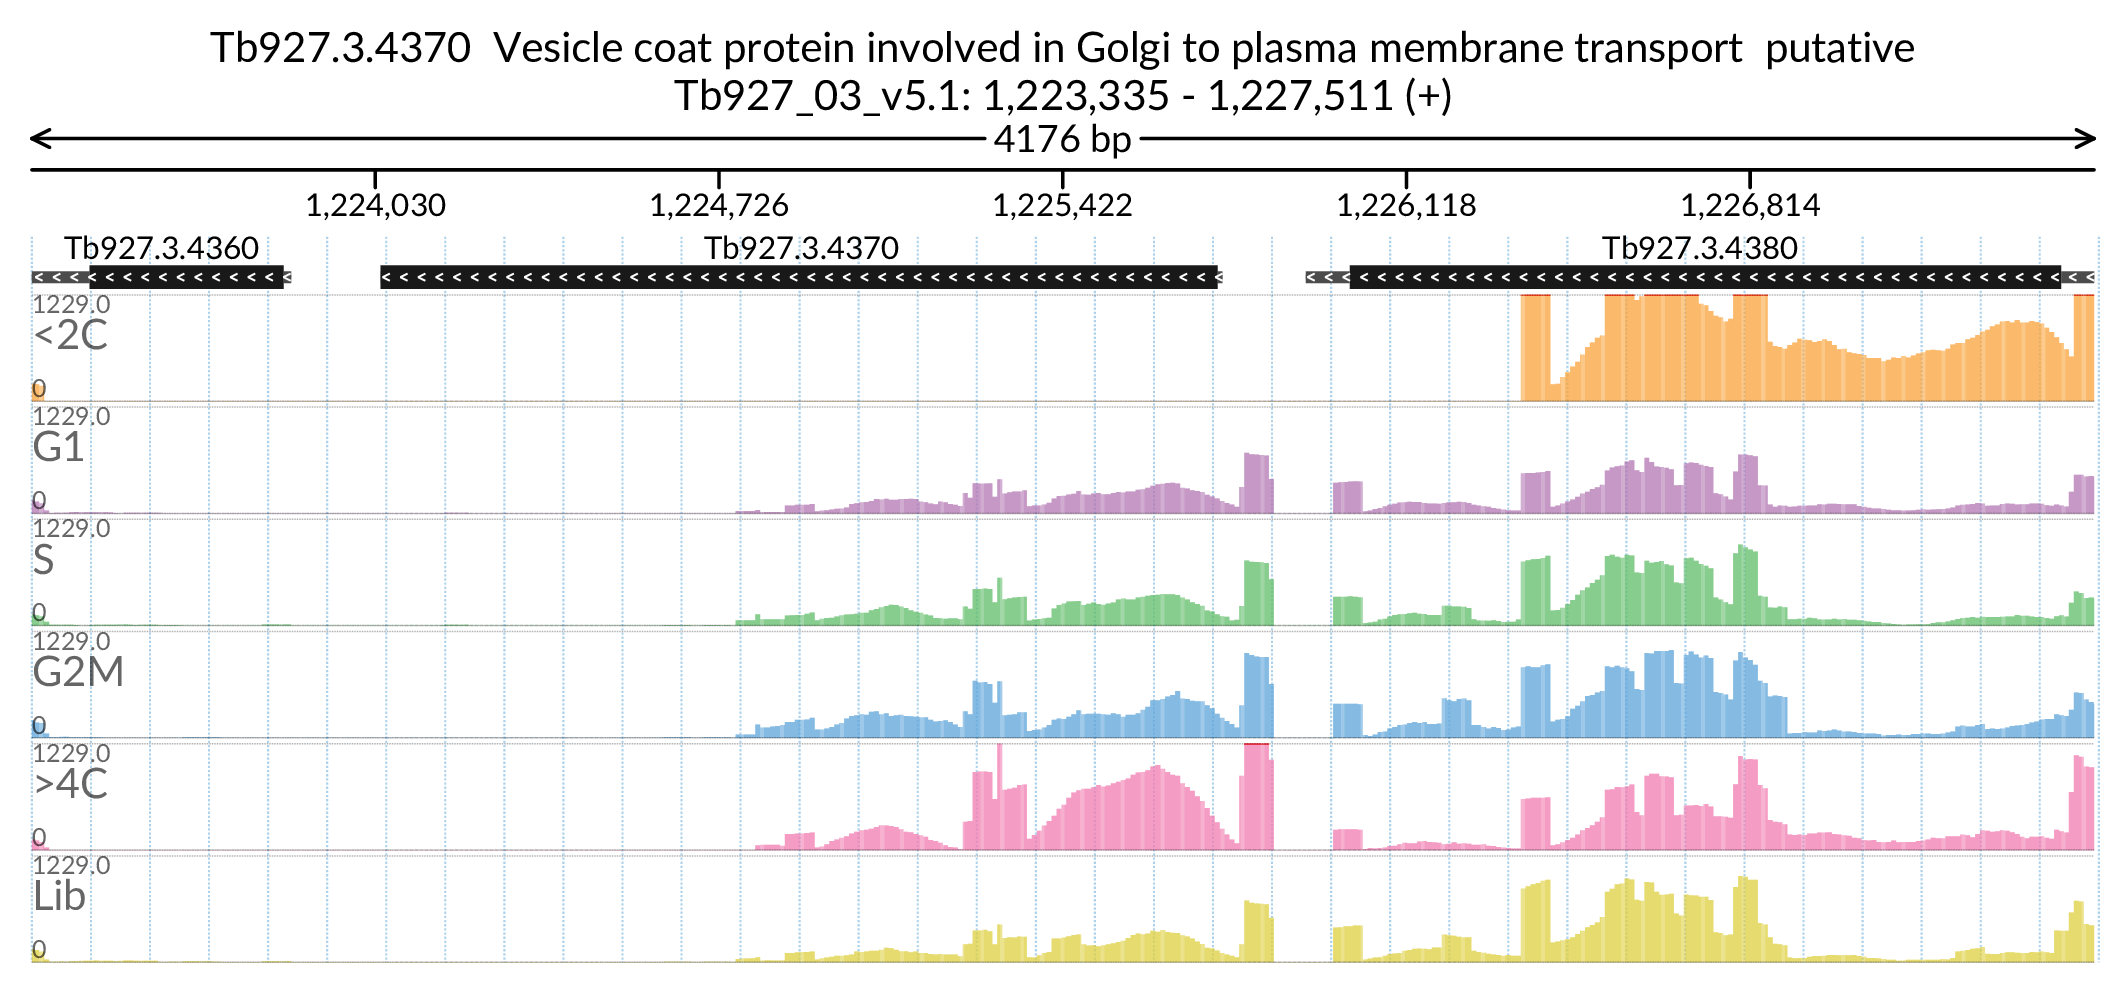 Tb927.3.4370  Vesicle coat protein involved in Golgi to plasma membrane transport  putative
Tb927_03_v5.1: 1,223,335 - 1,227,511 (+)
4176 bp
1,224,030 1,224,726 1,225,422 1,226,118 1,226,814
Tb927.3.4360 Tb927.3.4370 Tb927.3.4380
1229.0
<2C
0
1229.0
G1
0
1229.0
S
0
1229.0
G2M
0
1229.0
>4C
0
1229.0
Lib
0